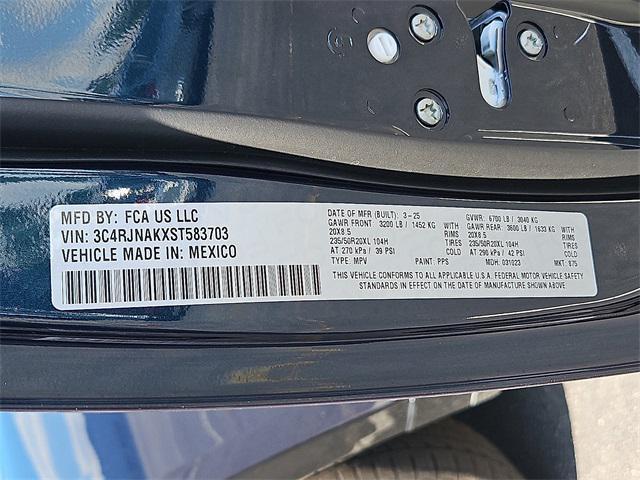 MFD BY: FCA US LLC
VIN: 3C4RJNAKXST583703
VEHICLE MADE IN: MEXICO
DATE OF MFR (BUILT): 3-25 GVWR: 6700 LB / 3040 KG
GAWR FRONT: 3200 LB / 1452 KG GAWR REAR: 3600 LB / 1633 KG
20X8.5 RIMS 20X8.5 RIMS
235/50R20XL 104H TIRES 235/50R20XL 104H TIRES
AT 270 kPa / 39 PSI COLD AT 290 kPa / 42 PSI COLD
TYPE: MPV PAINT: PPS MDH: 031023 MKT: 875
THIS VEHICLE CONFORMS TO ALL APPLICABLE U.S.A. FEDERAL MOTOR VEHICLE SAFETY
STANDARDS IN EFFECT ON THE DATE OF MANUFACTURE SHOWN ABOVE